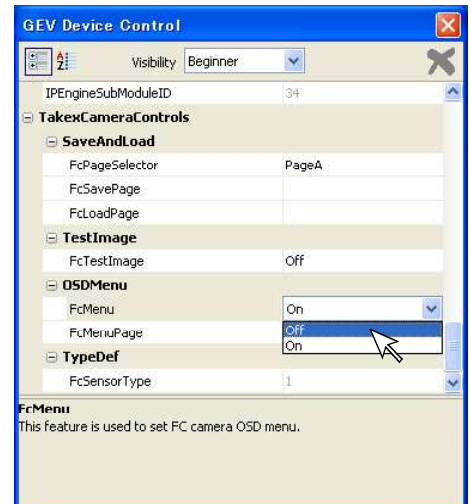 GEV Device Control
Visibility Beginner
IPEngineSubModuleID 34
TakexCameraControls
SaveAndLoad
FcPageSelector PageA
FcSavePage
FcLoadPage
TestImage
FcTestImage Off
OSDMenu
FcMenu On
FcMenuPage Off
On
TypeDef
FcSensorType 1
FcMenu
This feature is used to set FC camera OSD menu.